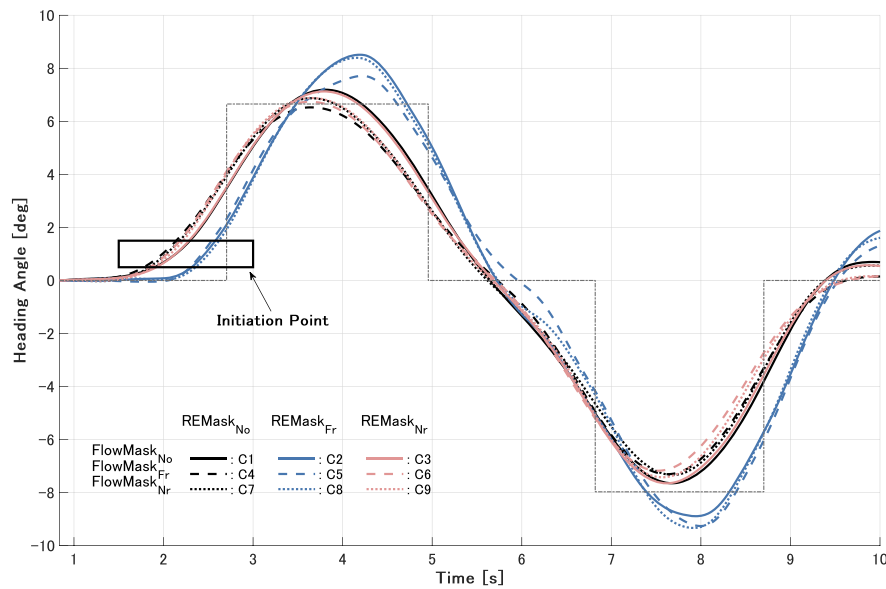 10
8
6
4
2
0
-2
-4
-6
-8
-10
Heading Angle [deg]
Initiation Point
REMask_No REMask_Fr REMask_Nr
FlowMask_No : C1 : C2 : C3
FlowMask_Fr : C4 : C5 : C6
FlowMask_Nr : C7 : C8 : C9
1 2 3 4 5 6 7 8 9 10
Time [s]